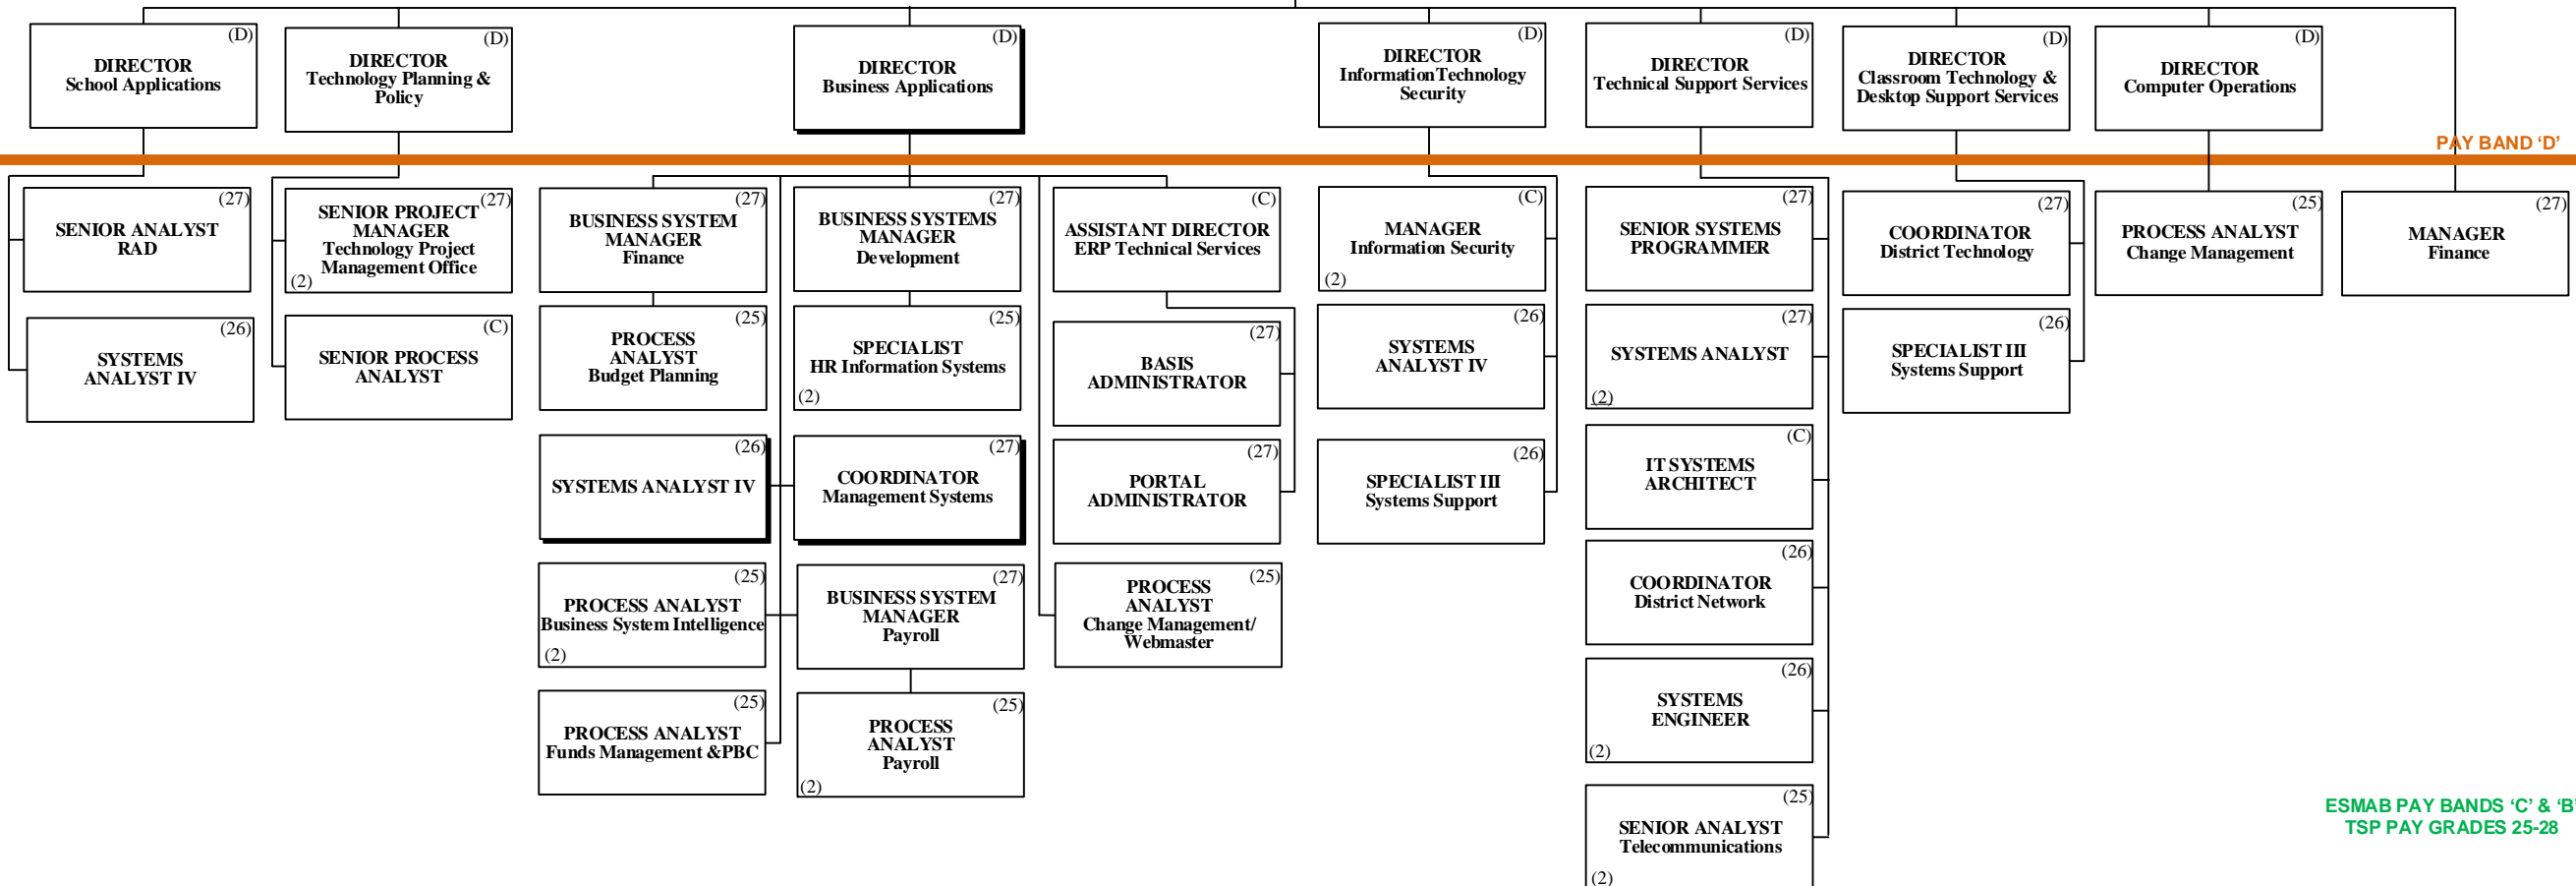 (D)
DIRECTOR
School Applications
(D)
DIRECTOR
Technology Planning &
Policy
(D)
DIRECTOR
Business Applications
(D)
DIRECTOR
Information Technology
Security
(D)
DIRECTOR
Technical Support Services
(D)
DIRECTOR
Classroom Technology &
Desktop Support Services
(D)
DIRECTOR
Computer Operations
PAY BAND ‘D’
(27)
SENIOR ANALYST
RAD
(26)
SYSTEMS
ANALYST IV
(27)
SENIOR PROJECT
MANAGER
Technology Project
Management Office
(2)
(C)
SENIOR PROCESS
ANALYST
(27)
BUSINESS SYSTEM
MANAGER
Finance
(25)
PROCESS
ANALYST
Budget Planning
(26)
SYSTEMS ANALYST IV
(25)
PROCESS ANALYST
Business System Intelligence
(2)
(25)
PROCESS ANALYST
Funds Management &PBC
(27)
BUSINESS SYSTEMS
MANAGER
Development
(25)
SPECIALIST
HR Information Systems
(2)
(27)
COORDINATOR
Management Systems
(27)
BUSINESS SYSTEM
MANAGER
Payroll
(25)
PROCESS
ANALYST
Payroll
(2)
(C)
ASSISTANT DIRECTOR
ERP Technical Services
(27)
BASIS
ADMINISTRATOR
(27)
PORTAL
ADMINISTRATOR
(25)
PROCESS
ANALYST
Change Management/
Webmaster
(C)
MANAGER
Information Security
(2)
(26)
SYSTEMS
ANALYST IV
(26)
SPECIALIST III
Systems Support
(27)
SENIOR SYSTEMS
PROGRAMMER
(27)
SYSTEMS ANALYST
(2)
(C)
IT SYSTEMS
ARCHITECT
(26)
COORDINATOR
District Network
(26)
SYSTEMS
ENGINEER
(2)
(25)
SENIOR ANALYST
Telecommunications
(2)
(27)
COORDINATOR
District Technology
(26)
SPECIALIST III
Systems Support
(25)
PROCESS ANALYST
Change Management
(27)
MANAGER
Finance
ESMAB PAY BANDS ‘C’ & ‘B’
TSP PAY GRADES 25-28